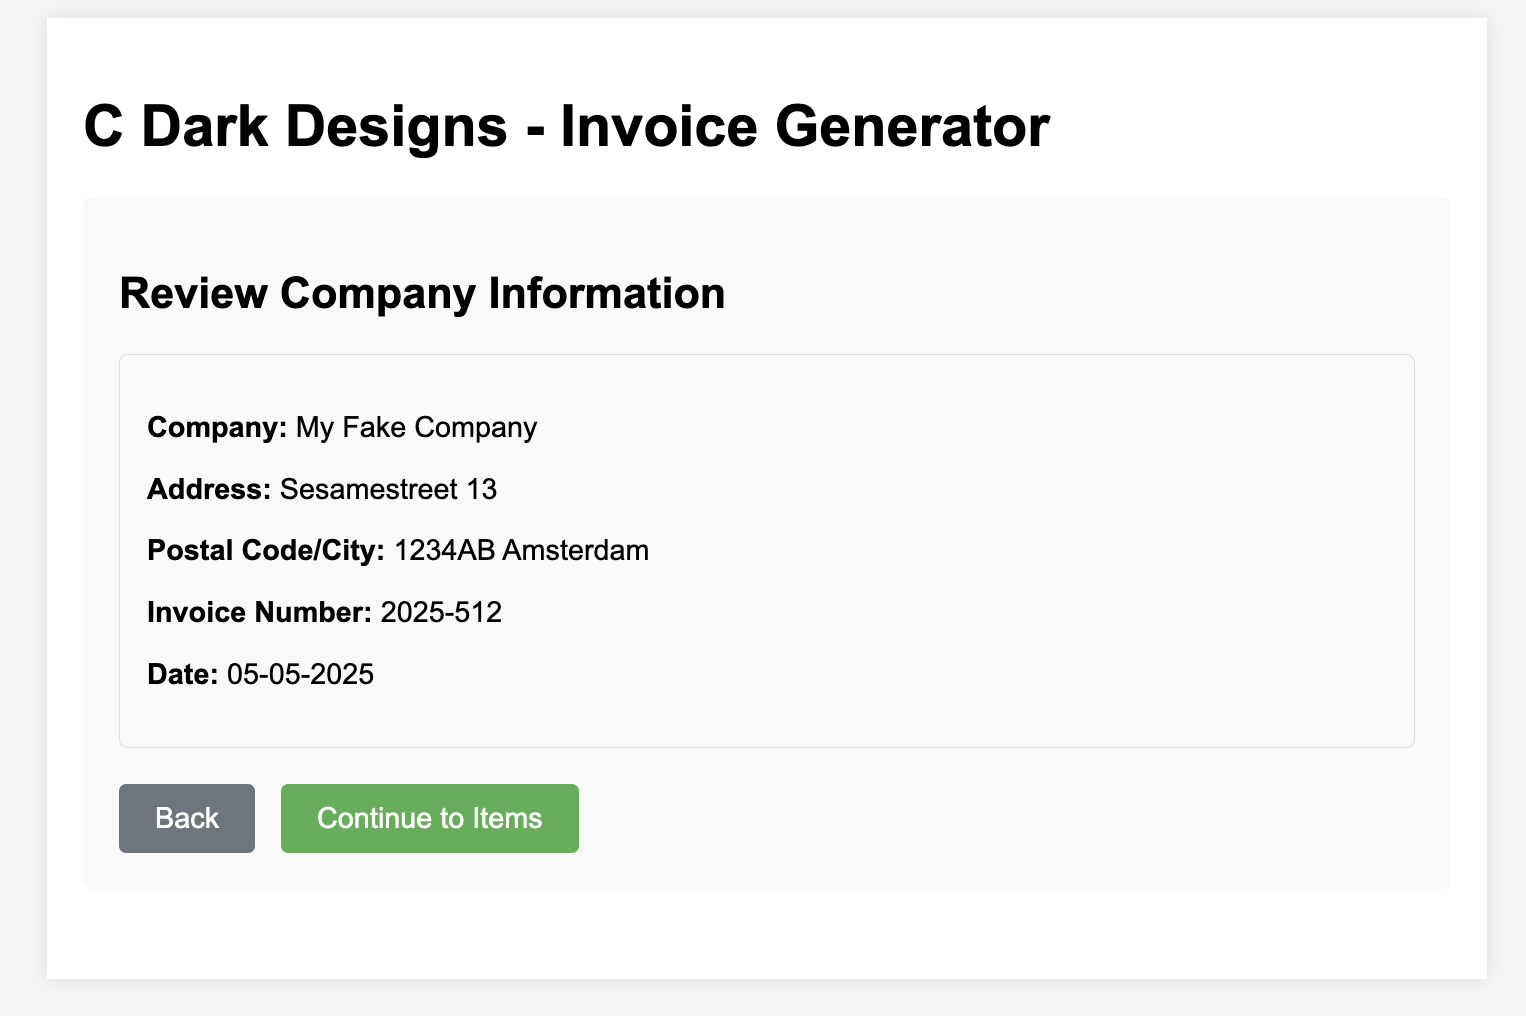 C Dark Designs - Invoice Generator
Review Company Information
Company: My Fake Company
Address: Sesamestreet 13
Postal Code/City: 1234AB Amsterdam
Invoice Number: 2025-512
Date: 05-05-2025
Back
Continue to Items